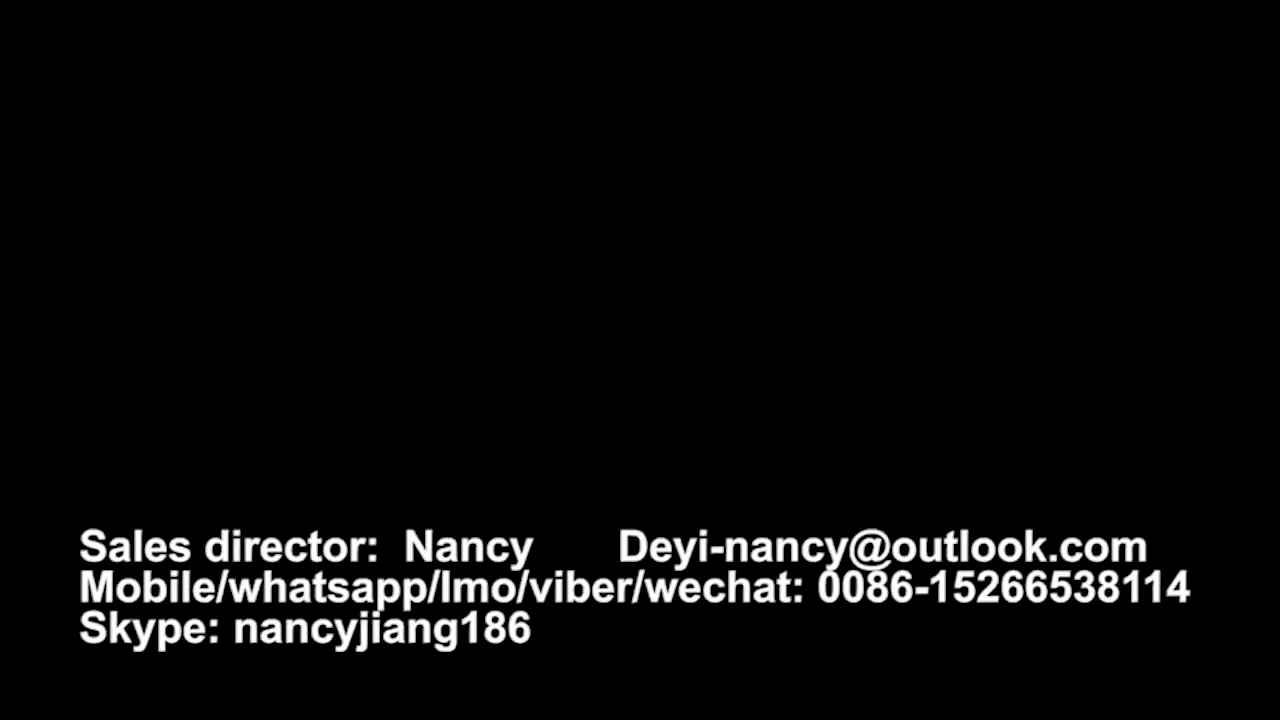 Sales director: Nancy Deyi-nancy@outlook.com
Mobile/whatsapp/Imo/viber/wechat: 0086-15266538114
Skype: nancyjiang186